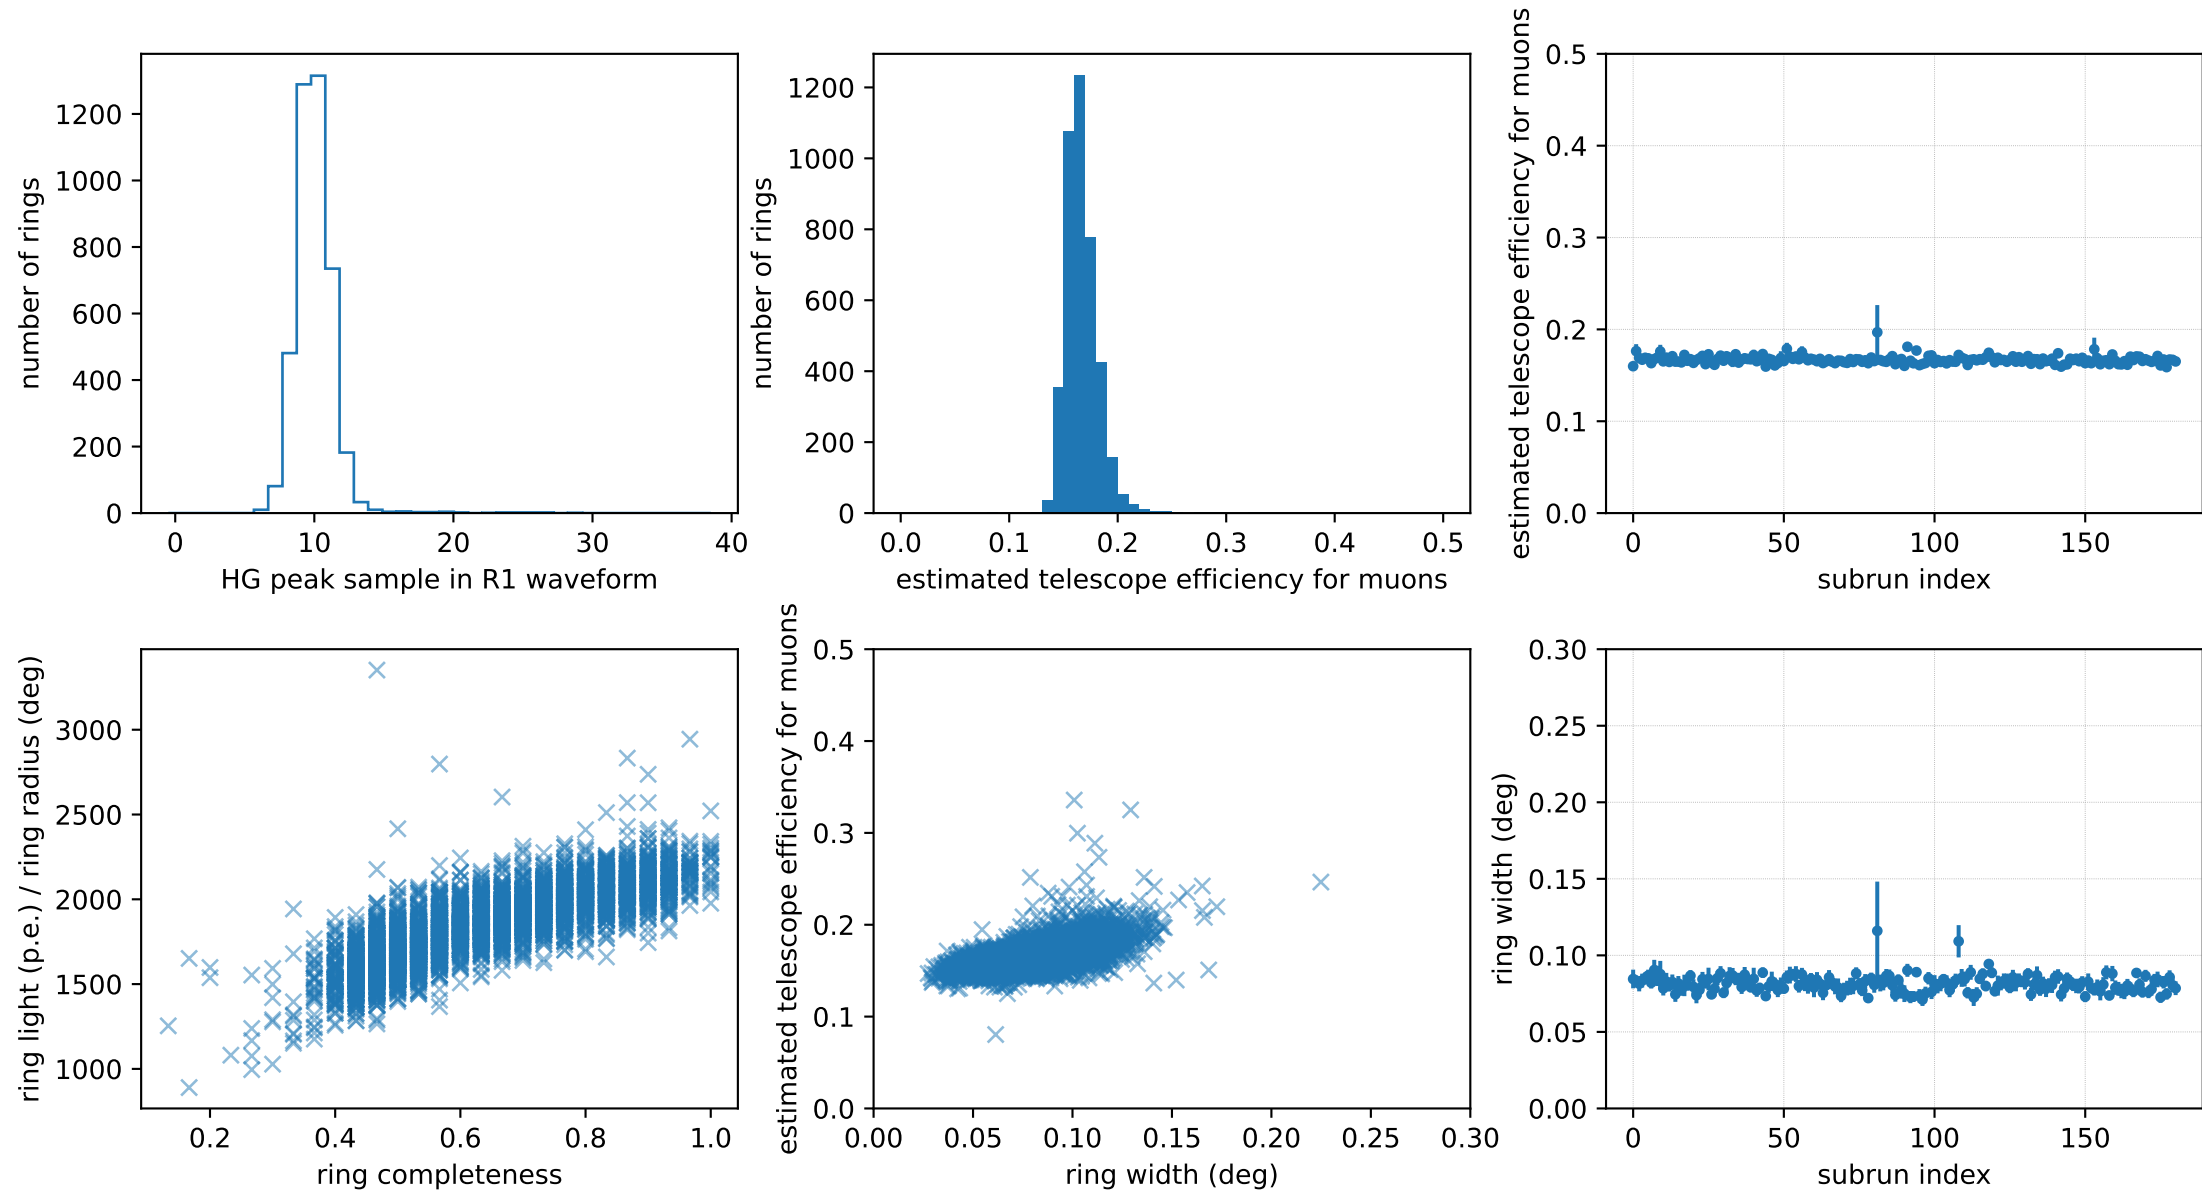 number of rings
1200
1000
800
600
400
200
0
0 10 20 30 40
HG peak sample in R1 waveform
number of rings
1200
1000
800
600
400
200
0
0.0 0.1 0.2 0.3 0.4 0.5
estimated telescope efficiency for muons
estimated telescope efficiency for muons
0.5
0.4
0.3
0.2
0.1
0.0
0 50 100 150
subrun index
ring light (p.e.) / ring radius (deg)
3000
2500
2000
1500
1000
0.2 0.4 0.6 0.8 1.0
ring completeness
estimated telescope efficiency for muons
0.5
0.4
0.3
0.2
0.1
0.0
0.00 0.05 0.10 0.15 0.20 0.25 0.30
ring width (deg)
ring width (deg)
0.30
0.25
0.20
0.15
0.10
0.05
0.00
0 50 100 150
subrun index